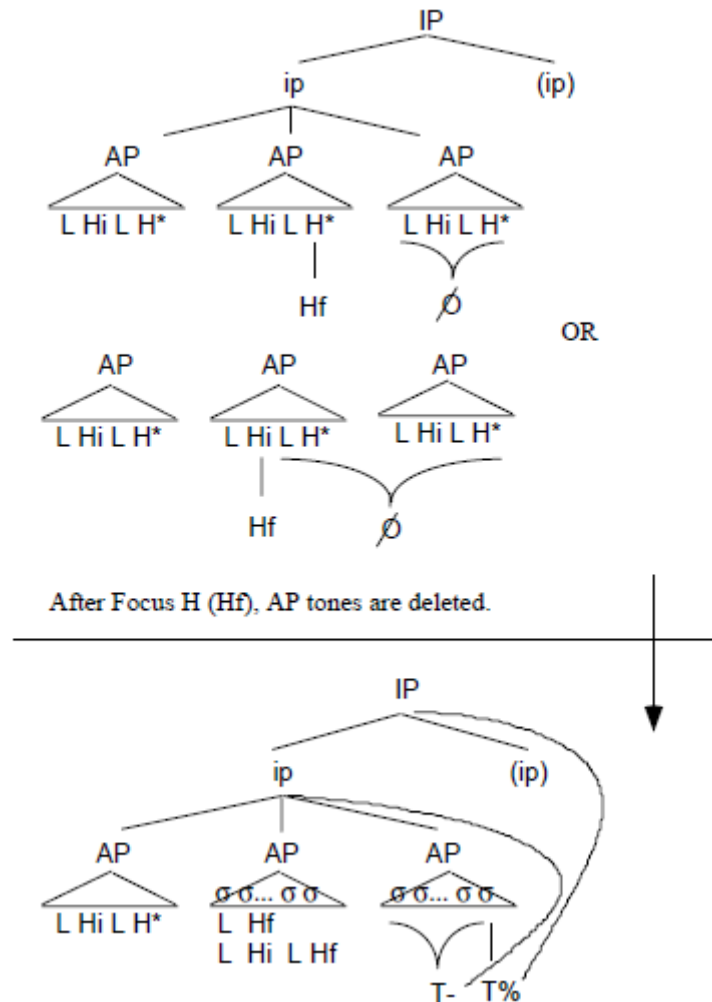 IP
ip (ip)
AP AP AP
L Hi L H* L Hi L H* L Hi L H*
Hf Ø
OR
AP AP AP
L Hi L H* L Hi L H* L Hi L H*
Hf Ø
After Focus H (Hf), AP tones are deleted.
IP
ip (ip)
AP AP AP
σ σ... σ σ σ σ... σ σ
L Hi L H* L Hf
L Hi L Hf
T- T%